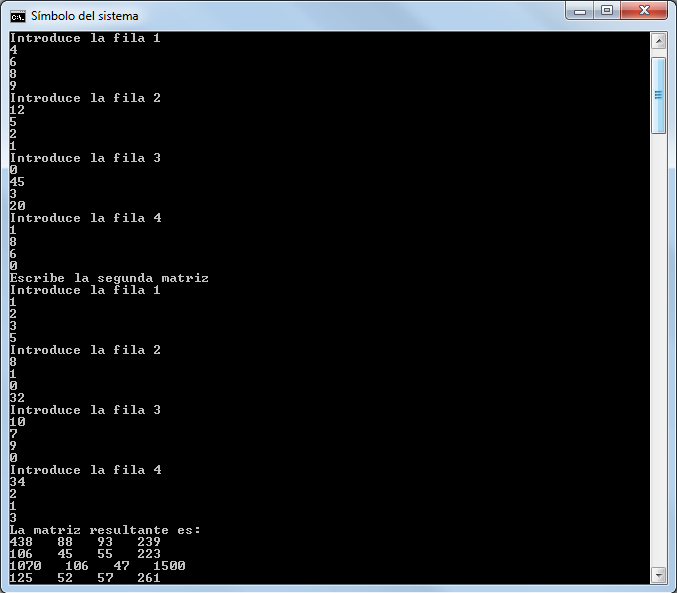 Símbolo del sistema
Introduce la fila 1
4
6
8
9
Introduce la fila 2
12
5
2
1
Introduce la fila 3
0
45
3
20
Introduce la fila 4
1
8
6
0
Escribe la segunda matriz
Introduce la fila 1
1
2
3
5
Introduce la fila 2
8
1
0
32
Introduce la fila 3
10
7
9
0
Introduce la fila 4
34
2
1
3
La matriz resultante es:
438 88 93 239
106 45 55 223
1070 106 47 1500
125 52 57 261